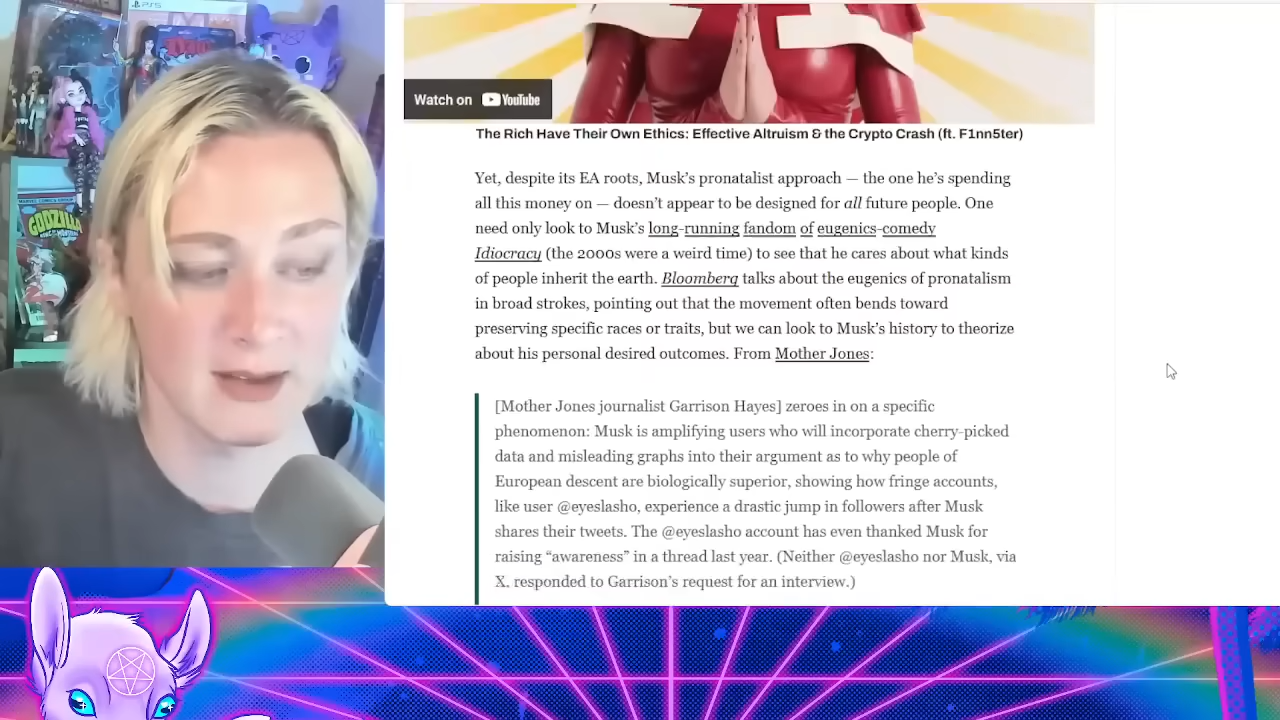 PS5
MARVEL COMICS GROUP
GODZILLA
Watch on YouTube
The Rich Have Their Own Ethics: Effective Altruism & the Crypto Crash (ft. F1nn5ter)
Yet, despite its EA roots, Musk’s pronatalist approach — the one he’s spending
all this money on — doesn’t appear to be designed for all future people. One
need only look to Musk’s long-running fandom of eugenics-comedy
Idiocracy (the 2000s were a weird time) to see that he cares about what kinds
of people inherit the earth. Bloomberg talks about the eugenics of pronatalism
in broad strokes, pointing out that the movement often bends toward
preserving specific races or traits, but we can look to Musk’s history to theorize
about his personal desired outcomes. From Mother Jones:
[Mother Jones journalist Garrison Hayes] zeroes in on a specific
phenomenon: Musk is amplifying users who will incorporate cherry-picked
data and misleading graphs into their argument as to why people of
European descent are biologically superior, showing how fringe accounts,
like user @eyeslasho, experience a drastic jump in followers after Musk
shares their tweets. The @eyeslasho account has even thanked Musk for
raising “awareness” in a thread last year. (Neither @eyeslasho nor Musk, via
X, responded to Garrison’s request for an interview.)